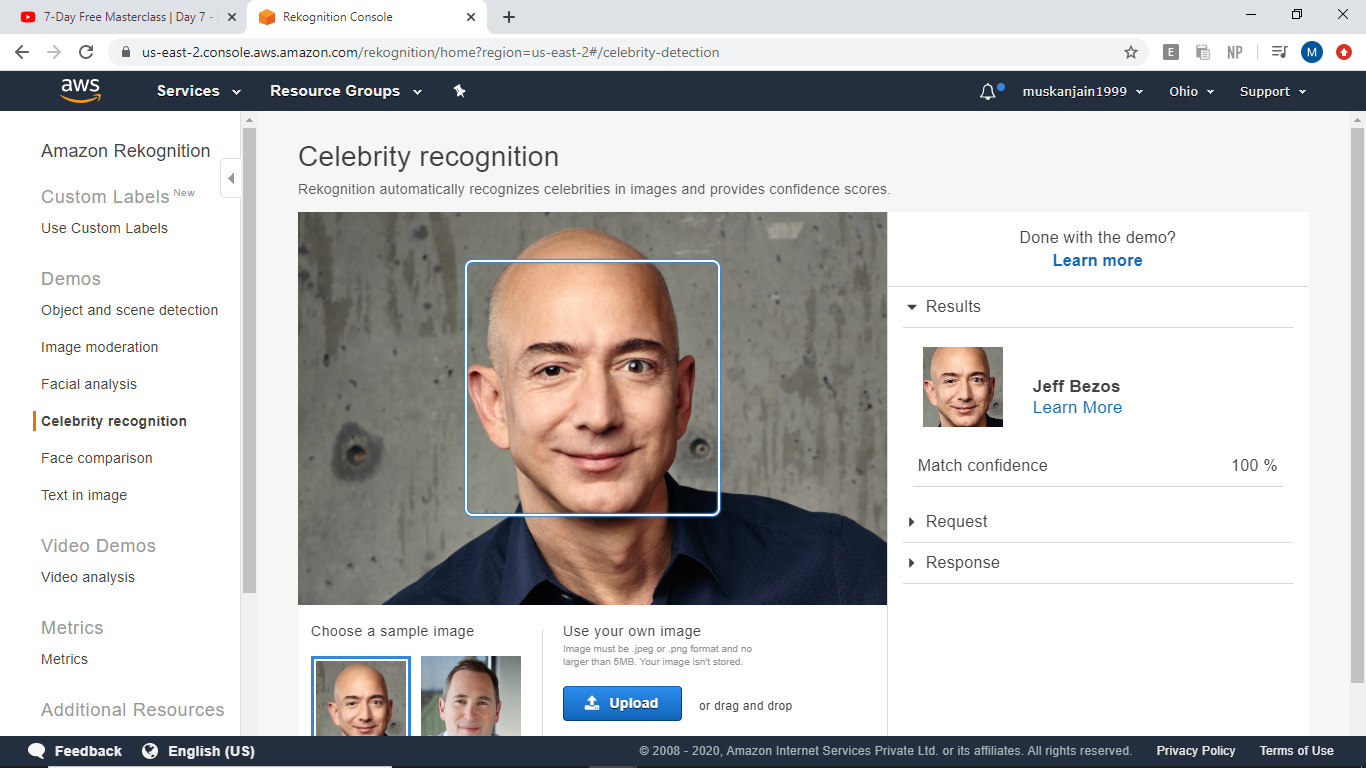 7-Day Free Masterclass | Day 7 -
Rekognition Console
us-east-2.console.aws.amazon.com/rekognition/home?region=us-east-2#/celebrity-detection
E
NP
M
aws
Services
Resource Groups
muskanjain1999
Ohio
Support
Amazon Rekognition
Custom Labels New
Use Custom Labels
Demos
Object and scene detection
Image moderation
Facial analysis
Celebrity recognition
Face comparison
Text in image
Video Demos
Video analysis
Metrics
Metrics
Additional Resources
Celebrity recognition
Rekognition automatically recognizes celebrities in images and provides confidence scores.
Done with the demo?
Learn more
Results
Jeff Bezos
Learn More
Match confidence 100 %
Request
Response
Choose a sample image
Use your own image
Image must be .jpeg or .png format and no
larger than 5MB. Your image isn't stored.
Upload
or drag and drop
Feedback
English (US)
© 2008 - 2020, Amazon Internet Services Private Ltd. or its affiliates. All rights reserved.
Privacy Policy
Terms of Use